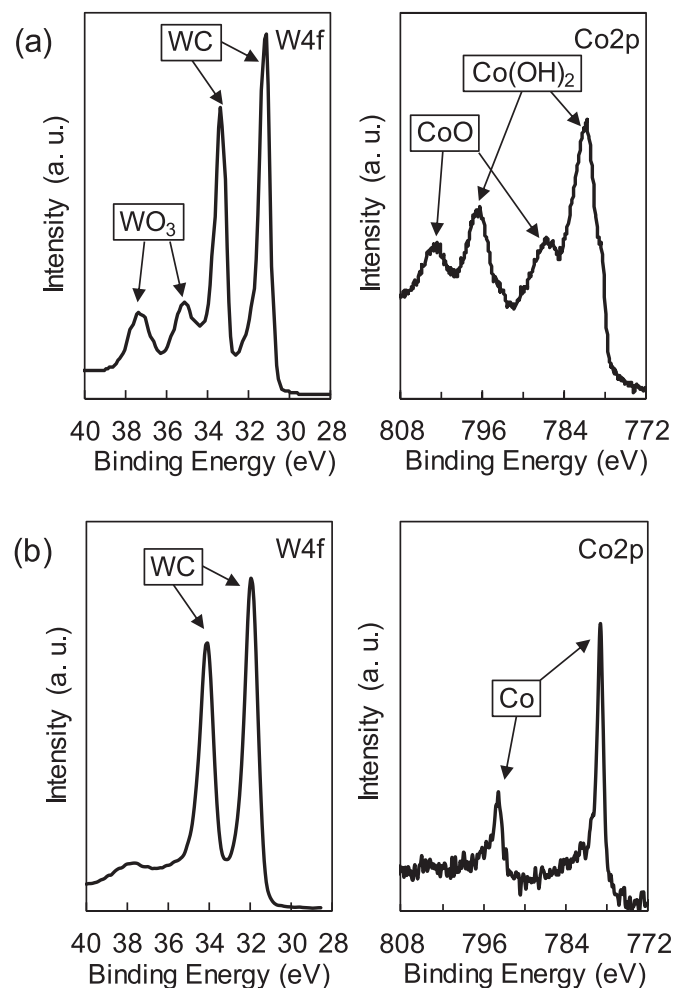 (a)
W4f
WC
WO₃
Intensity (a. u.)
40 38 36 34 32 30 28
Binding Energy (eV)
Co2p
Co(OH)₂
CoO
Intensity (a. u.)
808 796 784 772
Binding Energy (eV)
(b)
W4f
WC
Intensity (a. u.)
40 38 36 34 32 30 28
Binding Energy (eV)
Co2p
Co
Intensity (a. u.)
808 796 784 772
Binding Energy (eV)